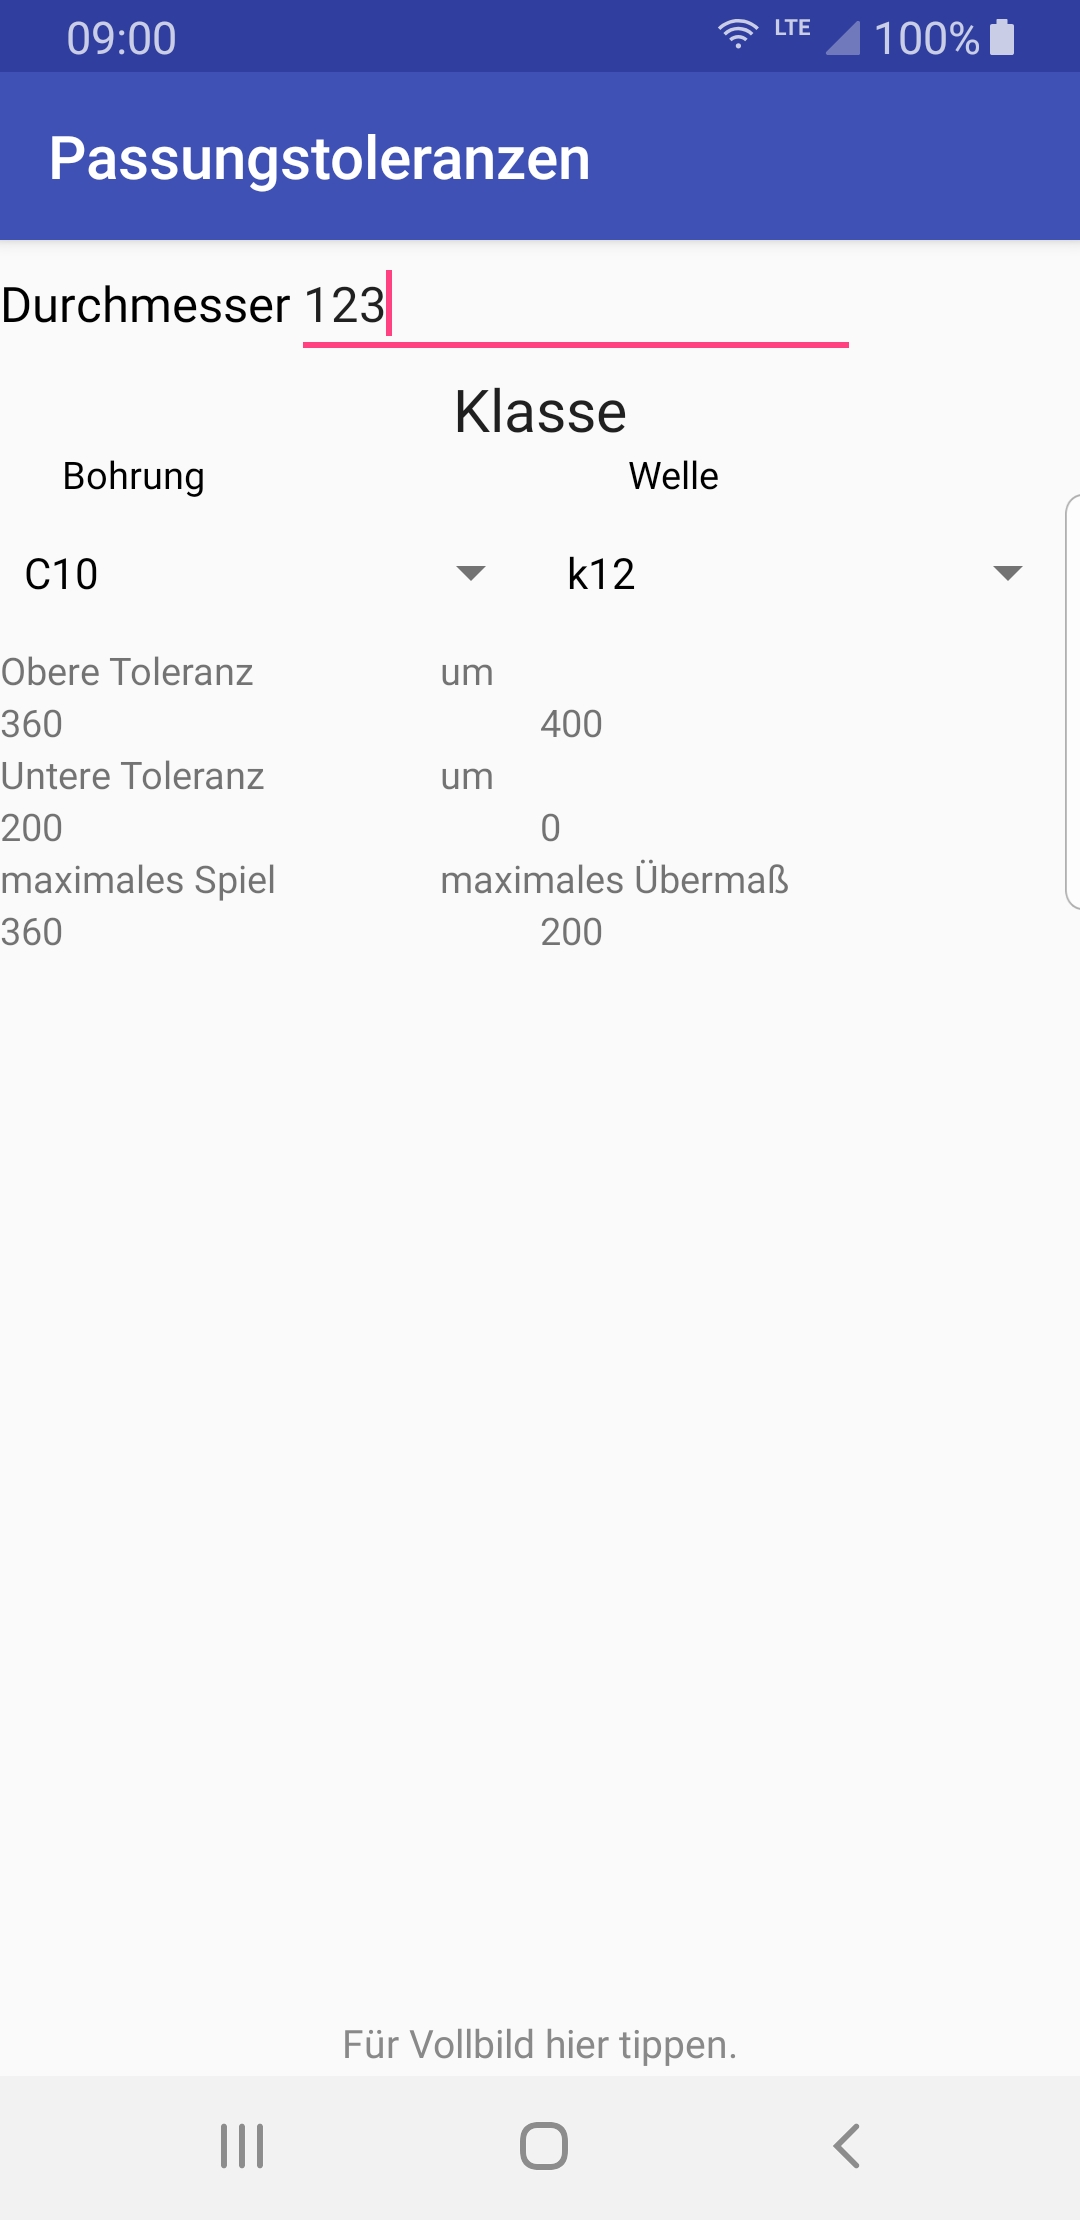 09:00 LTE 100%
Passungstoleranzen
Durchmesser 123
Klasse
Bohrung Welle
C10 k12
Obere Toleranz um
360 400
Untere Toleranz um
200 0
maximales Spiel maximales Übermaß
360 200
Für Vollbild hier tippen.